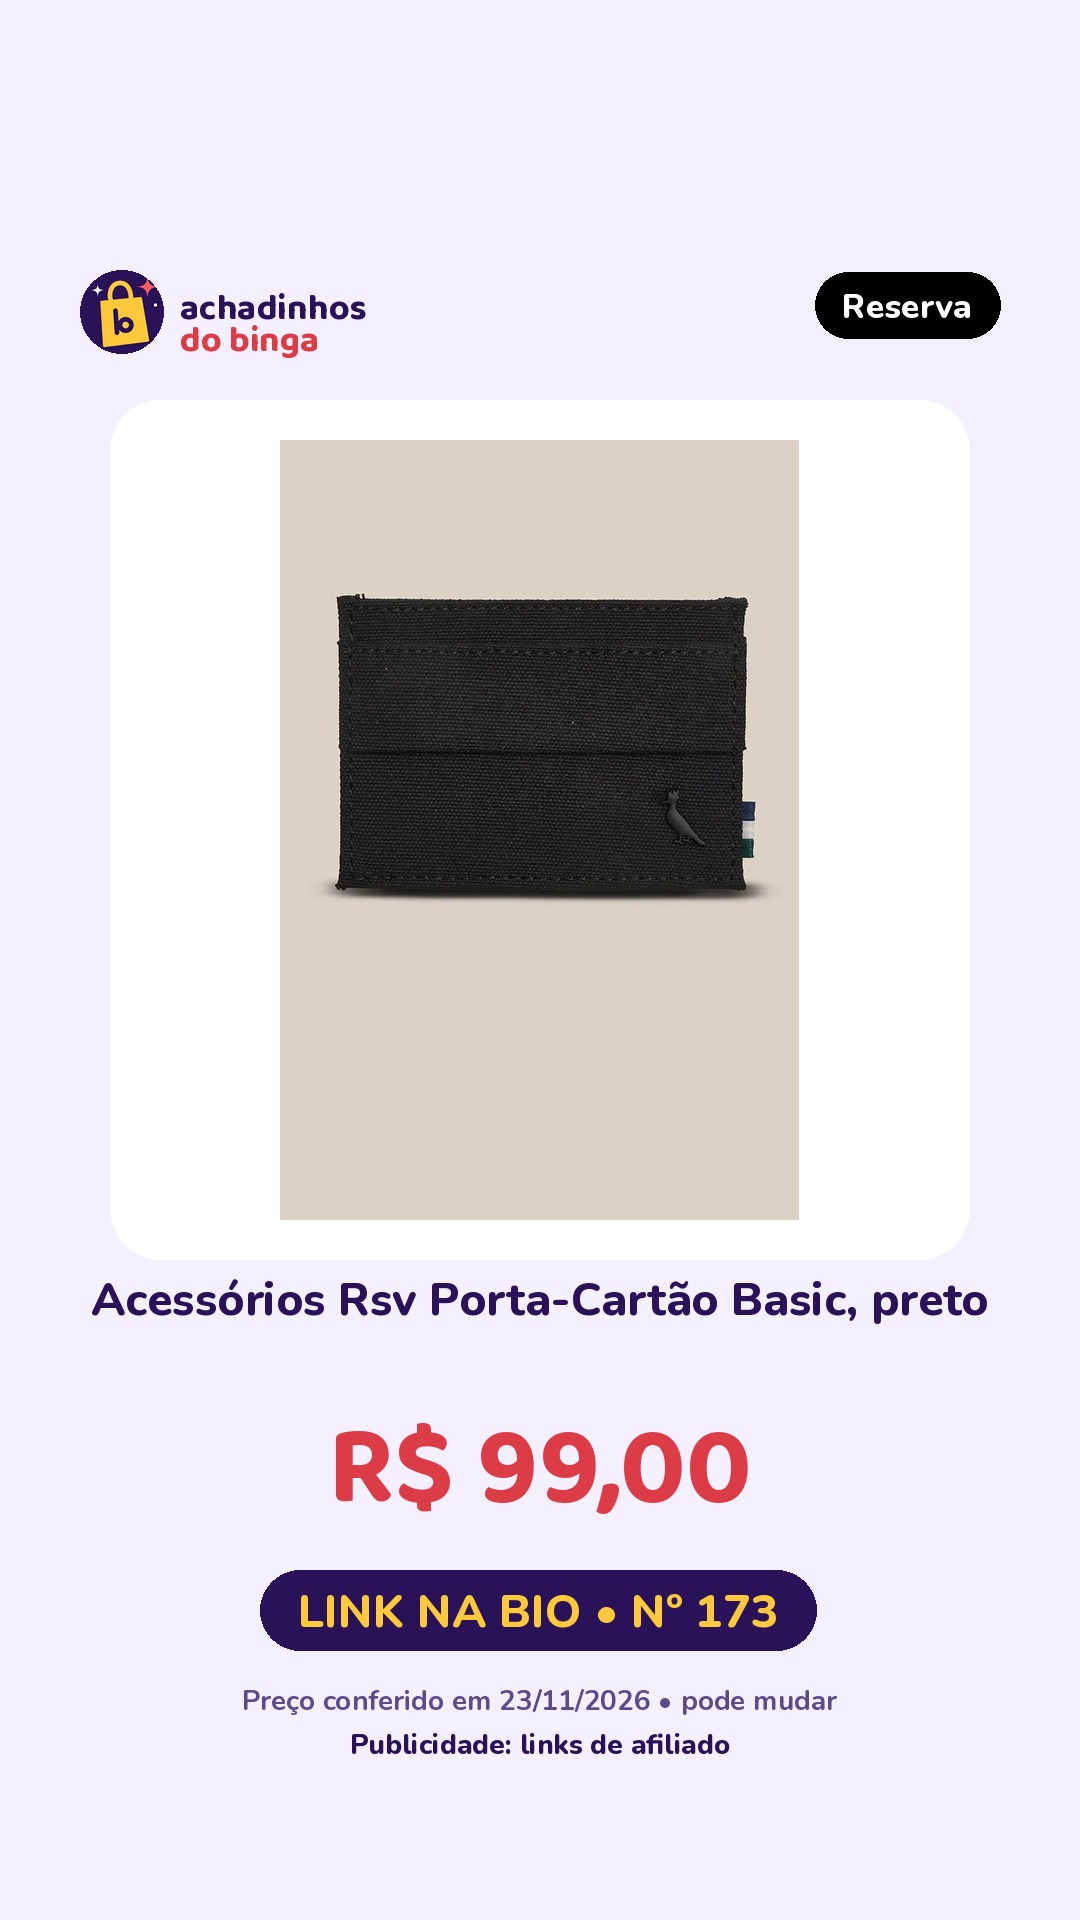 b
achadinhos
do binga
Reserva
Acessórios Rsv Porta-Cartão Basic, preto
R$ 99,00
LINK NA BIO • Nº 173
Preço conferido em 23/11/2026 • pode mudar
Publicidade: links de afiliado